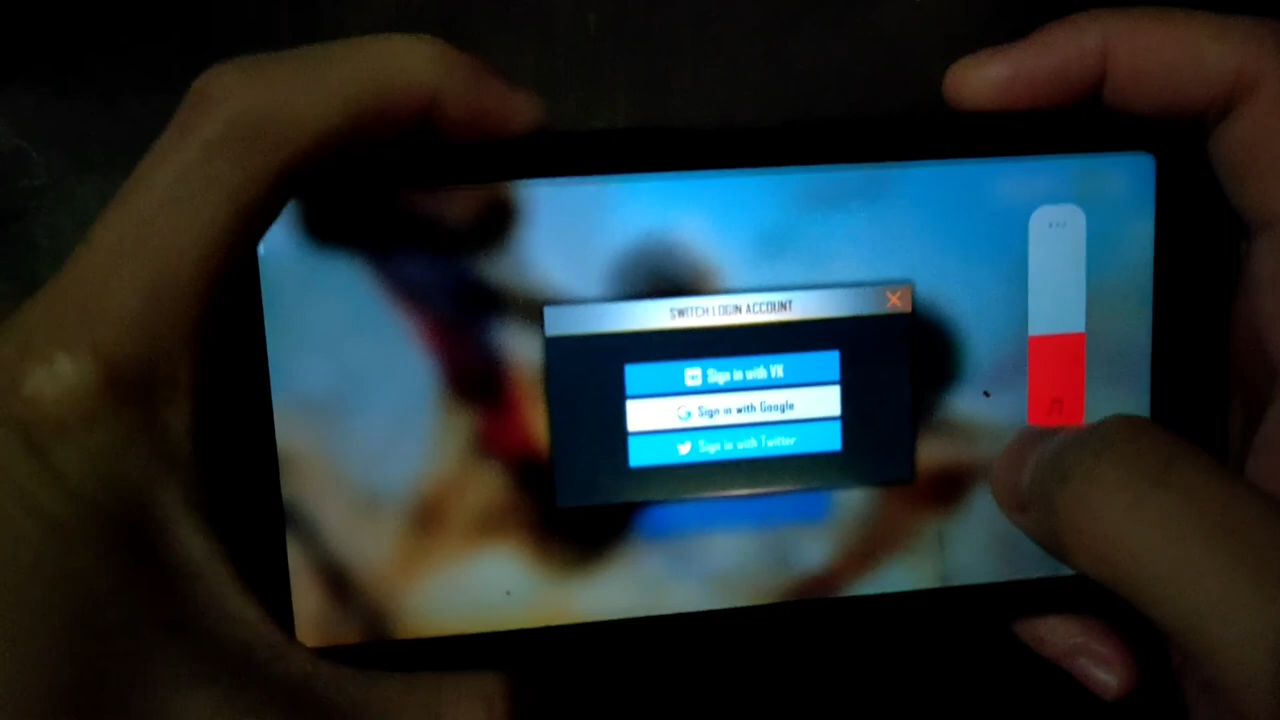 SWITCH LOGIN ACCOUNT
Sign in with VK
Sign in with Google
Sign in with Twitter